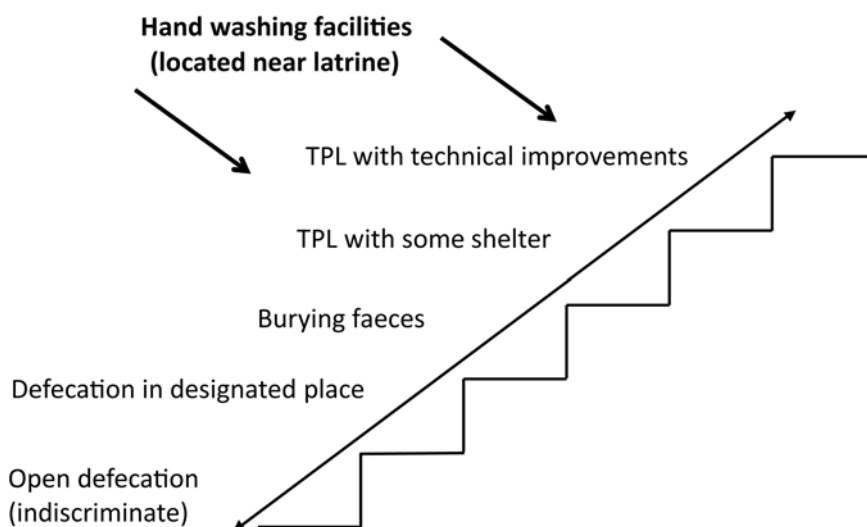 Hand washing facilities
(located near latrine)
TPL with technical improvements
TPL with some shelter
Burying faeces
Defecation in designated place
Open defecation
(indiscriminate)